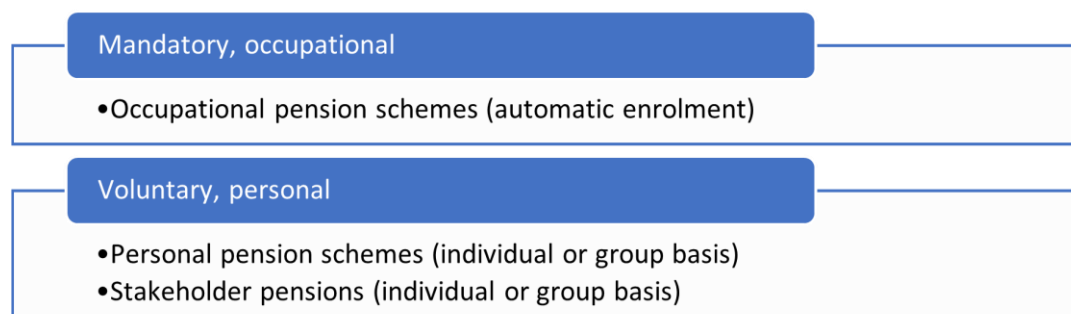 Mandatory, occupational
•Occupational pension schemes (automatic enrolment)
Voluntary, personal
•Personal pension schemes (individual or group basis)
•Stakeholder pensions (individual or group basis)